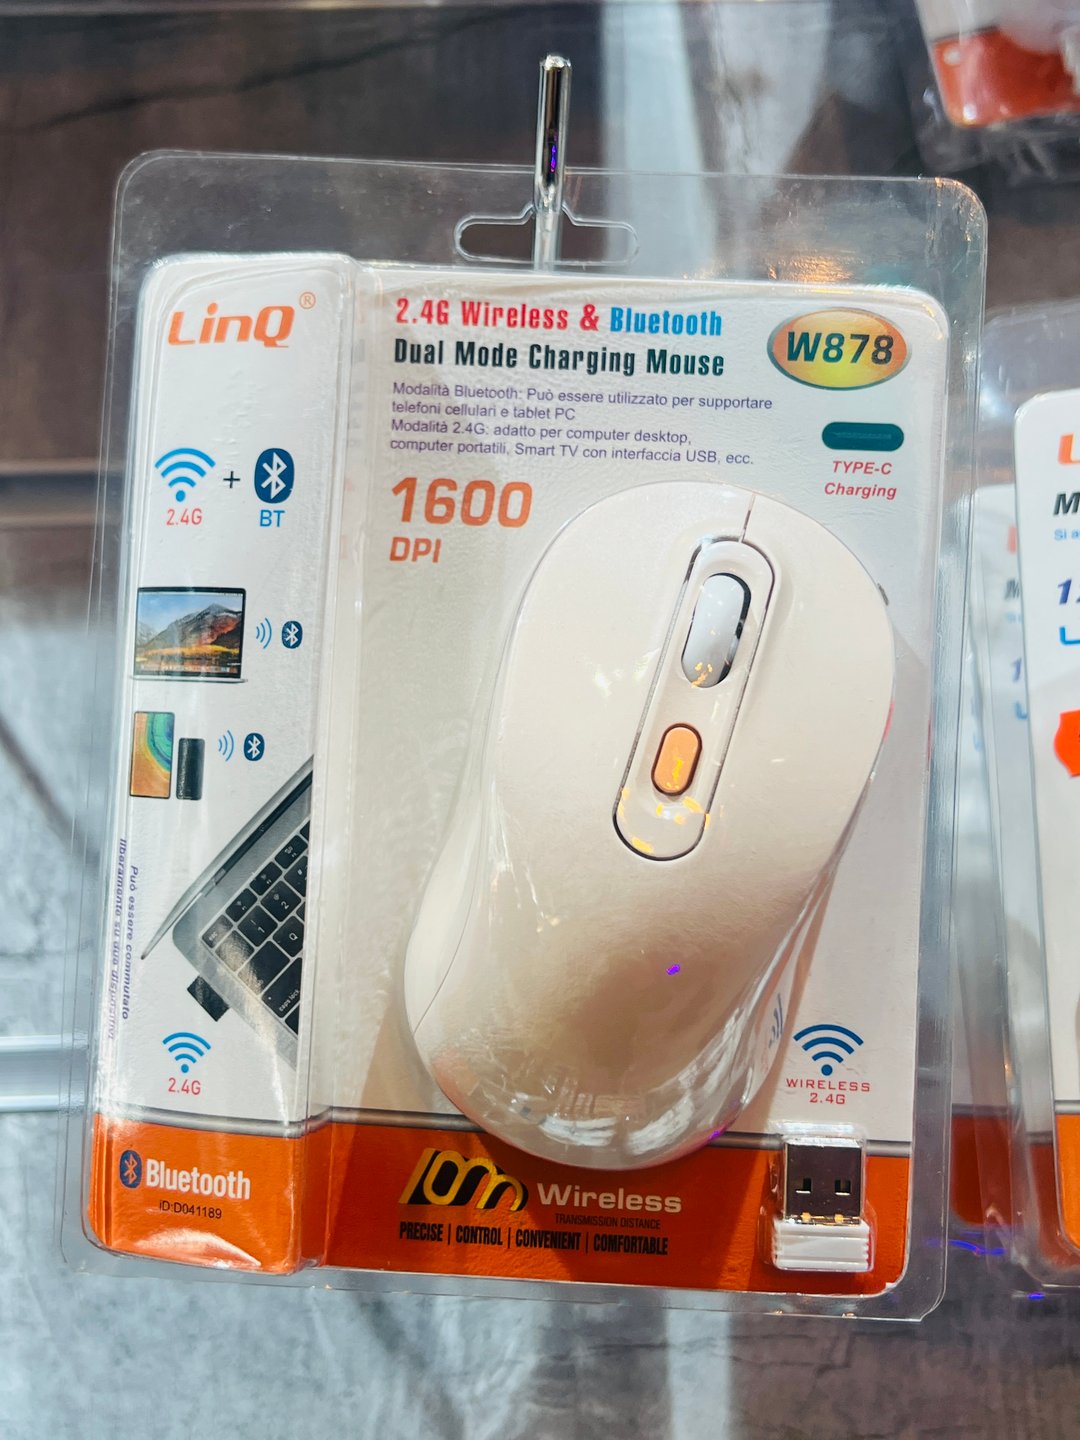 LinQ®
2.4G + BT
2.4G Wireless & Bluetooth
Dual Mode Charging Mouse
W878
Modalità Bluetooth: Può essere utilizzato per supportare
telefoni cellulari e tablet PC
Modalità 2.4G: adatto per computer desktop,
computer portatili, Smart TV con interfaccia USB, ecc.
TYPE-C
Charging
1600
DPI
Può essere commutato
liberamente su due dispositivi.
2.4G
WIRELESS
2.4G
Bluetooth
ID:D041189
10m Wireless
TRANSMISSION DISTANCE
PRECISE | CONTROL | CONVENIENT | COMFORTABLE